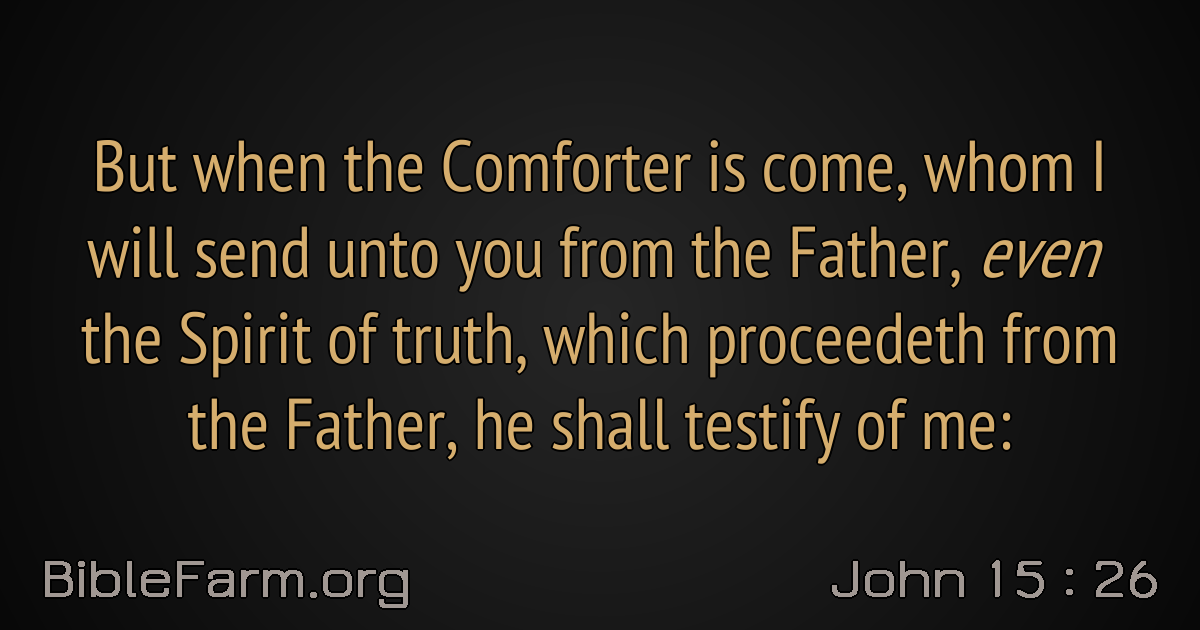 But when the Comforter is come, whom I
will send unto you from the Father, even
the Spirit of truth, which proceedeth from
the Father, he shall testify of me:
BibleFarm.org
John 15 : 26